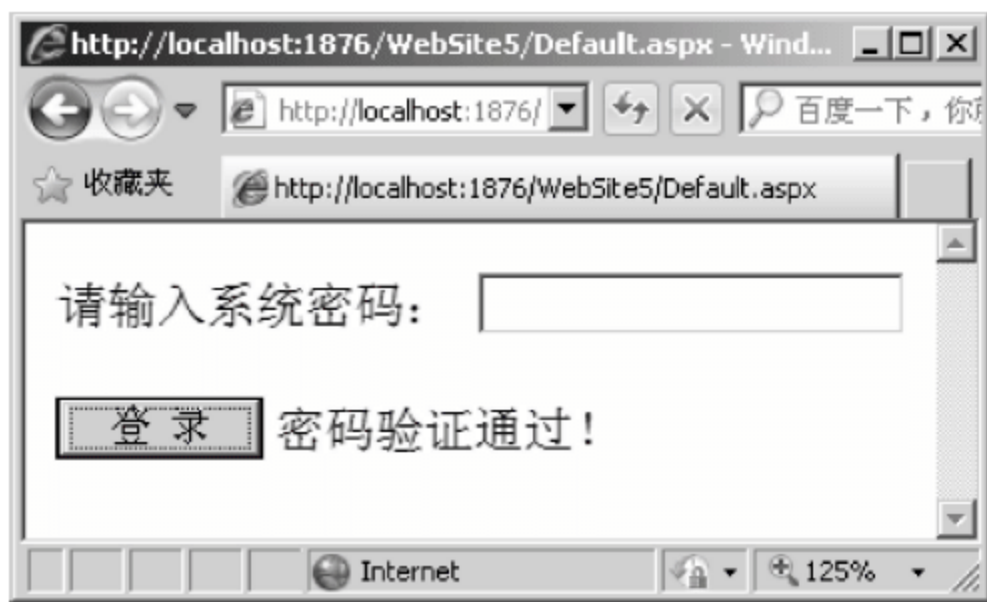 http://localhost:1876/WebSite5/Default.aspx - Wind...
http://localhost:1876/
百度一下，你
收藏夹
http://localhost:1876/WebSite5/Default.aspx
请输入系统密码：
登 录 密码验证通过！
Internet
125%